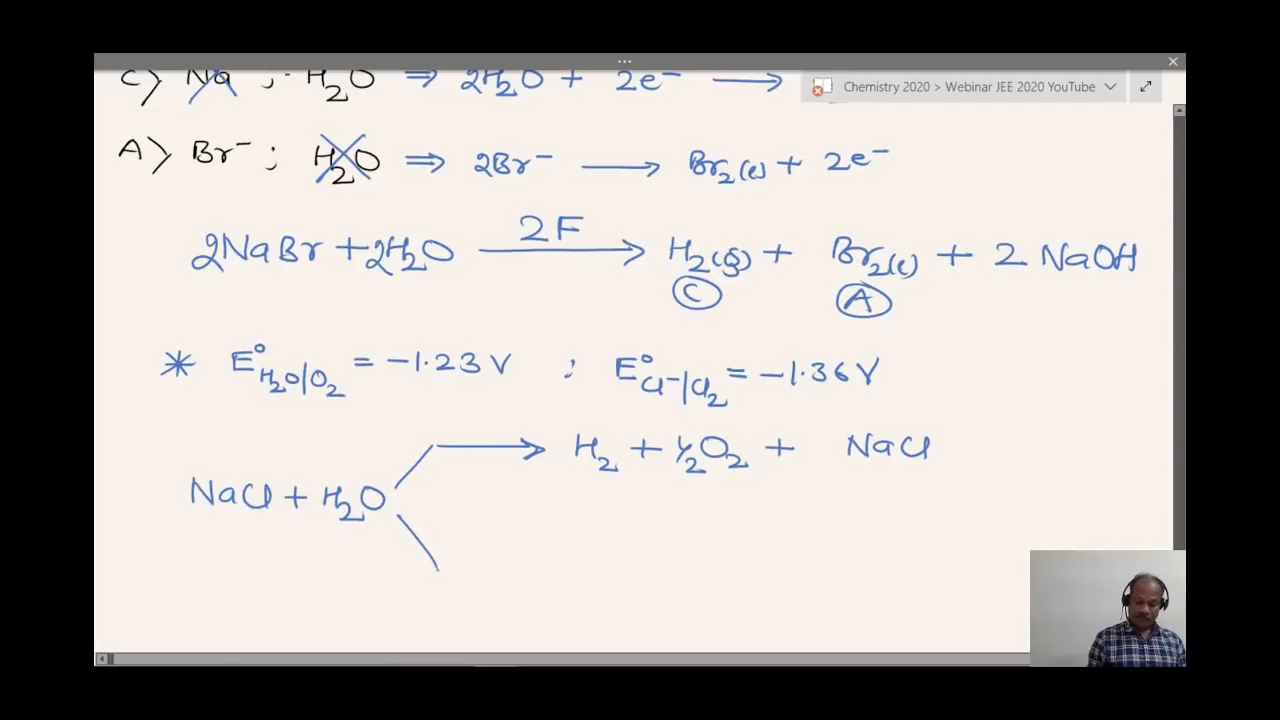 C) Na ; H₂O ⇒ 2H₂O + 2e⁻ ⟶
Chemistry 2020 > Webinar JEE 2020 YouTube
A) Br⁻ ; H₂O ⇒ 2Br⁻ ⟶ Br₂(l) + 2e⁻
2F
2NaBr + 2H₂O ⟶ H₂(g) + Br₂(l) + 2 NaOH
C A
* E°H₂O/O₂ = -1.23 V ; E°Cl⁻/Cl₂ = -1.36 V
⟶ H₂ + ½O₂ + NaCl
NaCl + H₂O